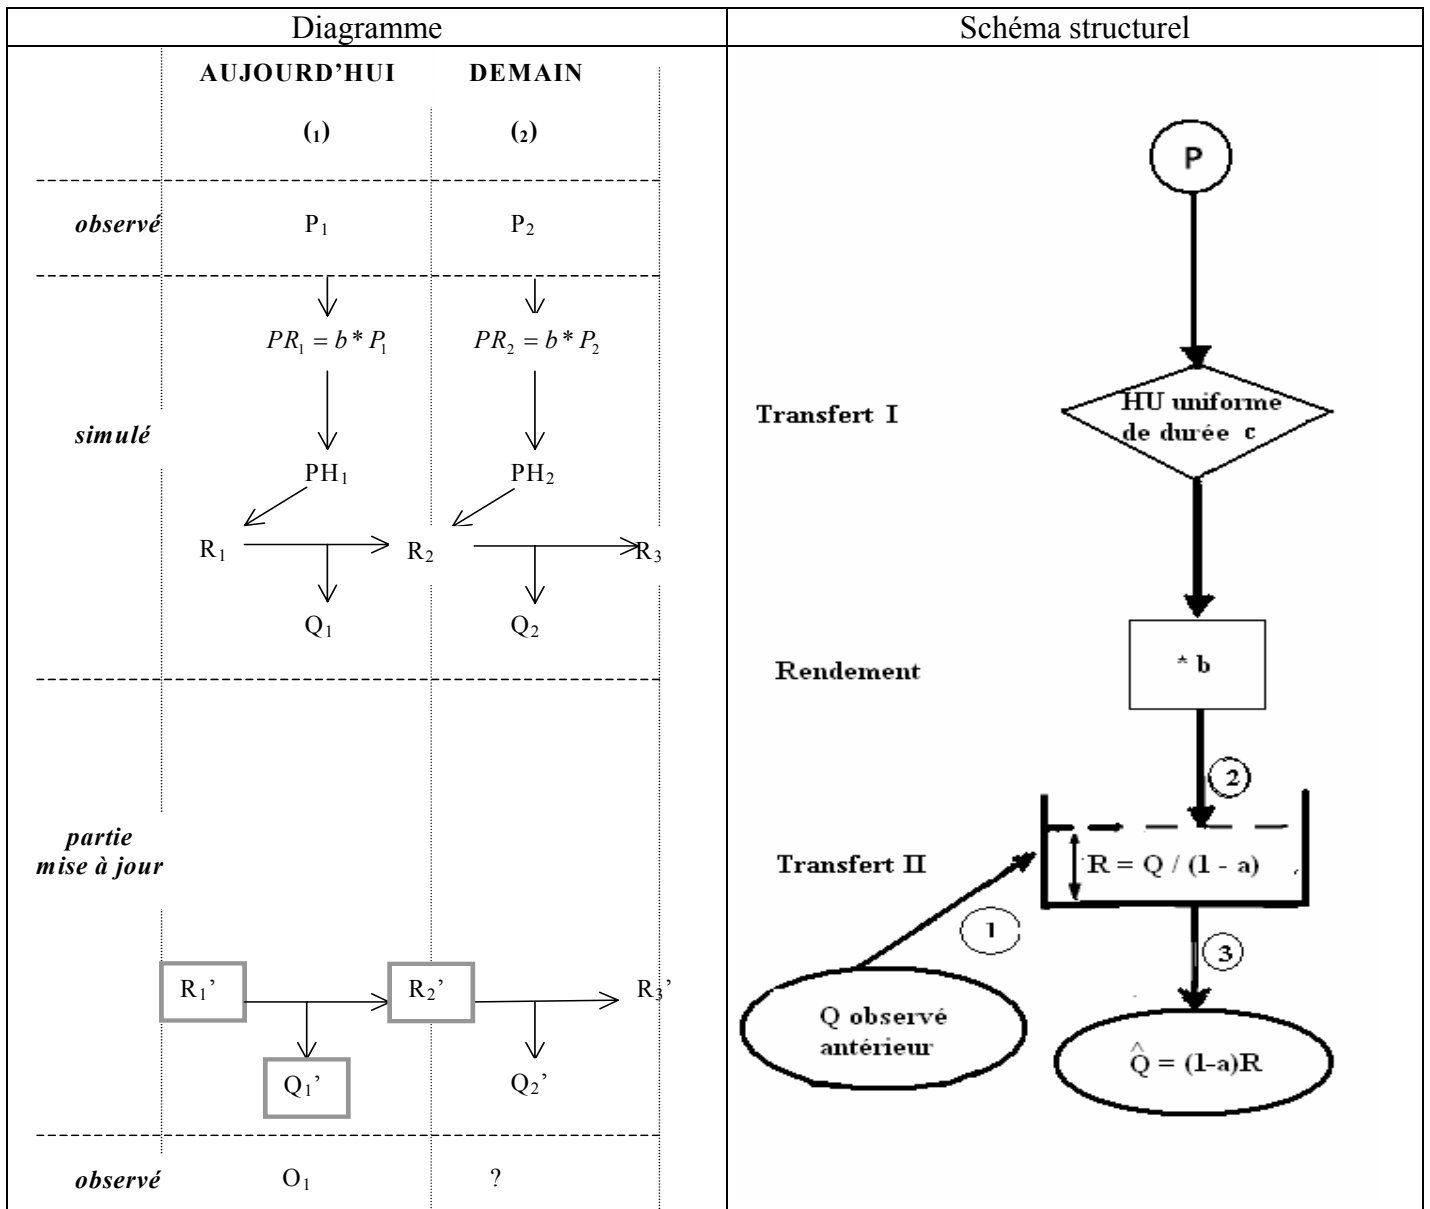 Diagramme
Schéma structurel
AUJOURD’HUI
DEMAIN
(1)
(2)
observé
P1
P2
PR1 = b * P1
PR2 = b * P2
simulé
PH1
PH2
R1
R2
R3
Q1
Q2
partie
mise à jour
R1’
R2’
R3’
Q1’
Q2’
observé
O1
?
P
Transfert I
HU uniforme
de durée c
Rendement
* b
2
Transfert II
R = Q / (1 - a)
1
3
Q observé
antérieur
Q̂ = (1-a)R